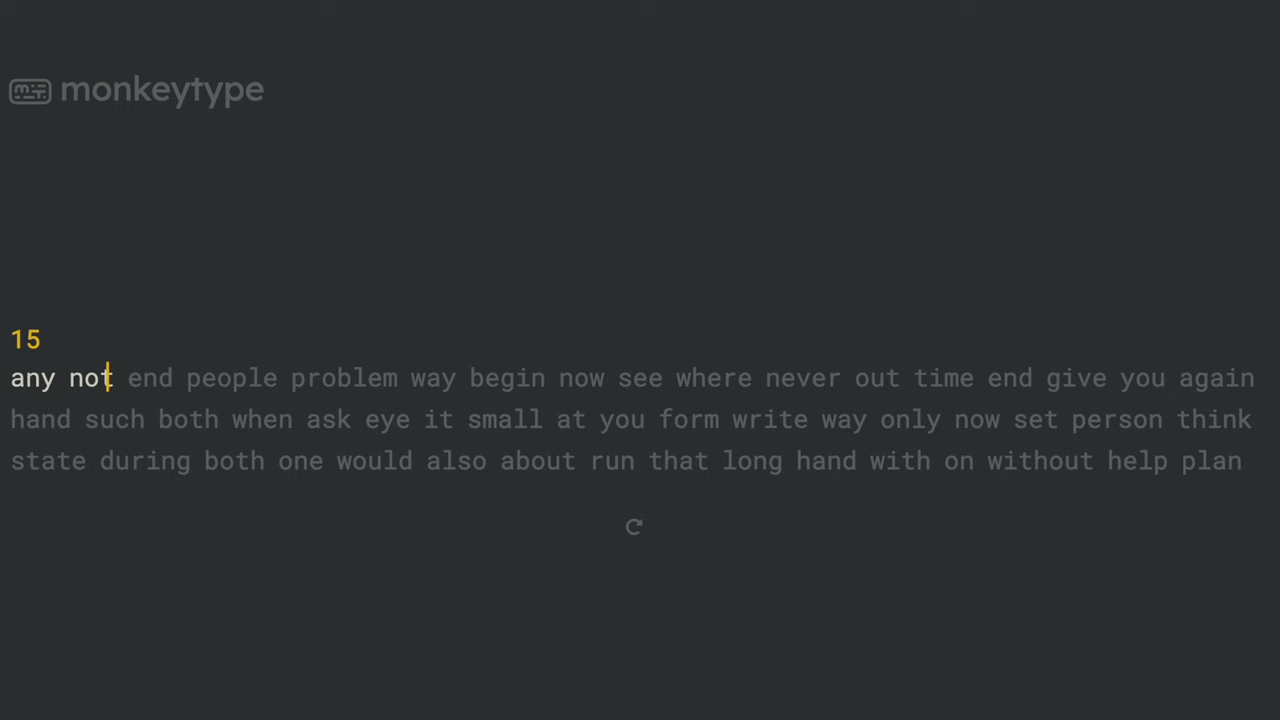 monkeytype
15
any not end people problem way begin now see where never out time end give you again
hand such both when ask eye it small at you form write way only now set person think
state during both one would also about run that long hand with on without help plan